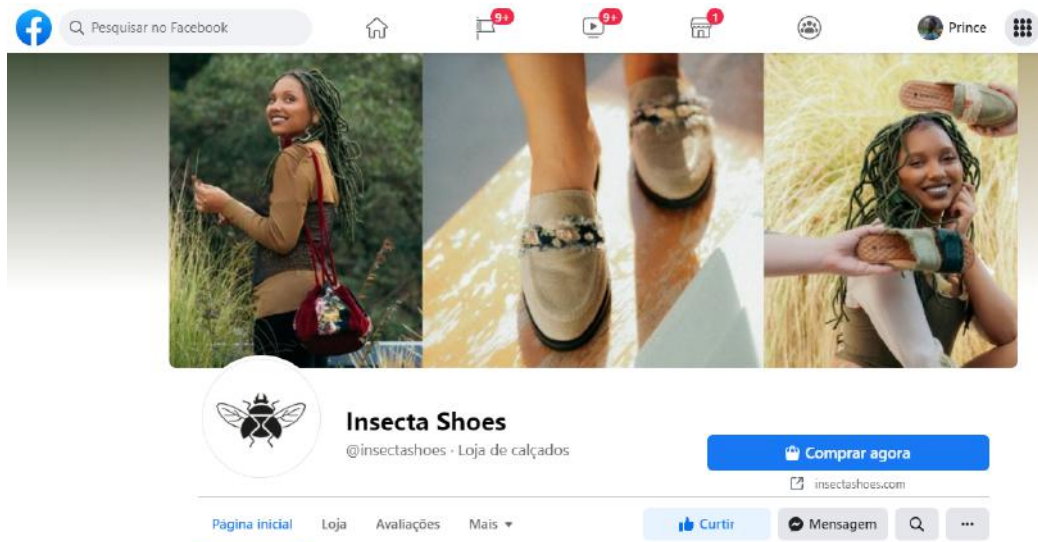 Pesquisar no Facebook
9+
9+
1
Prince
Insecta Shoes
@insectashoes · Loja de calçados
Comprar agora
insectashoes.com
Página inicial Loja Avaliações Mais
Curtir Mensagem